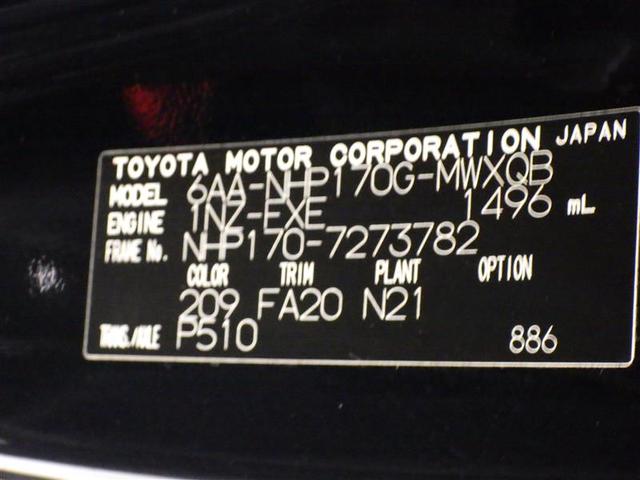 TOYOTA MOTOR CORPORATION JAPAN
MODEL 6AA-NHP170G-MWXQB
ENGINE 1NZ-EXE 1496 mL
FRAME No. NHP170-7273782
COLOR TRIM PLANT OPTION
209 FA20 N21
TRANS./AXLE P510 886